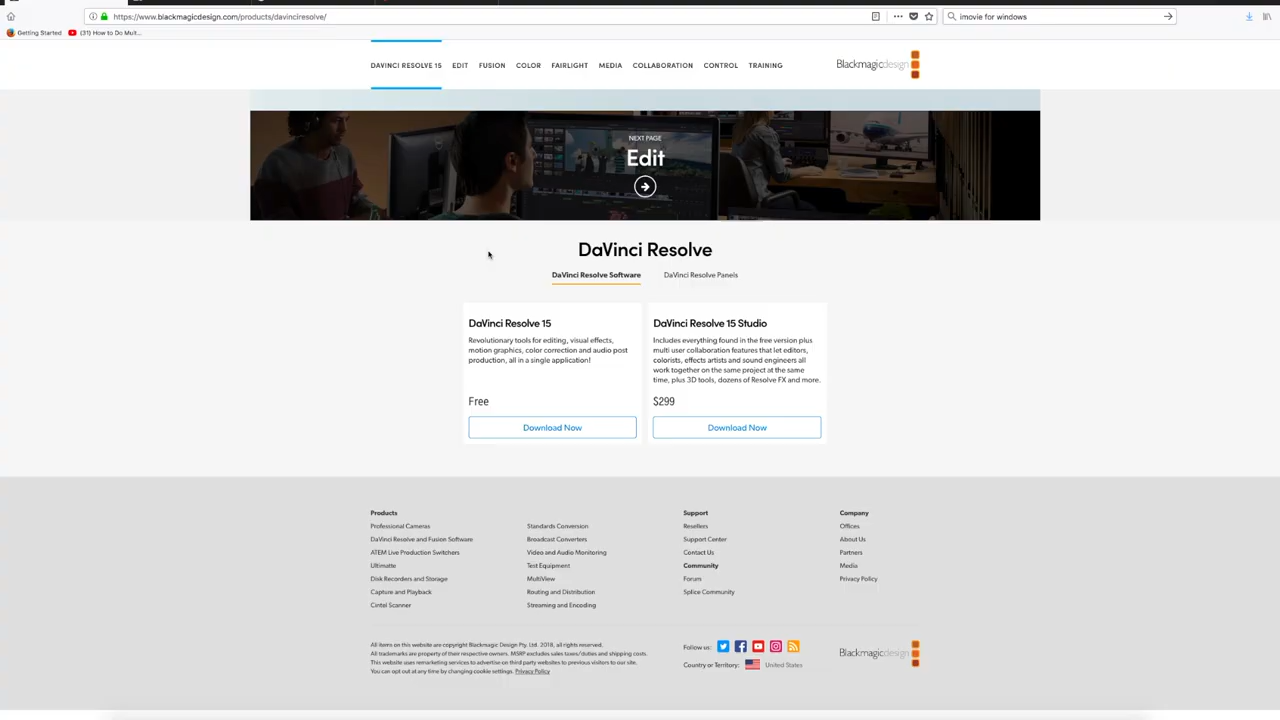 https://www.blackmagicdesign.com/products/davinciresolve/
imovie for windows
Getting Started
(31) How to Do Mult...
DAVINCI RESOLVE 15 EDIT FUSION COLOR FAIRLIGHT MEDIA COLLABORATION CONTROL TRAINING
Blackmagicdesign
NEXT PAGE
Edit
DaVinci Resolve
DaVinci Resolve Software DaVinci Resolve Panels
DaVinci Resolve 15
Revolutionary tools for editing, visual effects,
motion graphics, color correction and audio post
production, all in a single application!
Free
Download Now
DaVinci Resolve 15 Studio
Includes everything found in the free version plus
multi user collaboration features that let editors,
colorists, effects artists and sound engineers all
work together on the same project at the same
time, plus 3D tools, dozens of Resolve FX and more.
$299
Download Now
Products
Professional Cameras
DaVinci Resolve and Fusion Software
ATEM Live Production Switchers
Ultimatte
Disk Recorders and Storage
Capture and Playback
Cintel Scanner
Standards Conversion
Broadcast Converters
Video and Audio Monitoring
Test Equipment
MultiView
Routing and Distribution
Streaming and Encoding
Support
Resellers
Support Center
Contact Us
Community
Forum
Splice Community
Company
Offices
About Us
Partners
Media
Privacy Policy
All items on this website are copyright Blackmagic Design Pty. Ltd. 2018, all rights reserved.
All trademarks are property of their respective owners. MSRP excludes sales taxes/duties and shipping costs.
This website uses remarketing services to advertise on third party websites to previous visitors to our site.
You can opt out at any time by changing cookie settings. Privacy Policy
Follow us:
Country or Territory: United States
Blackmagicdesign